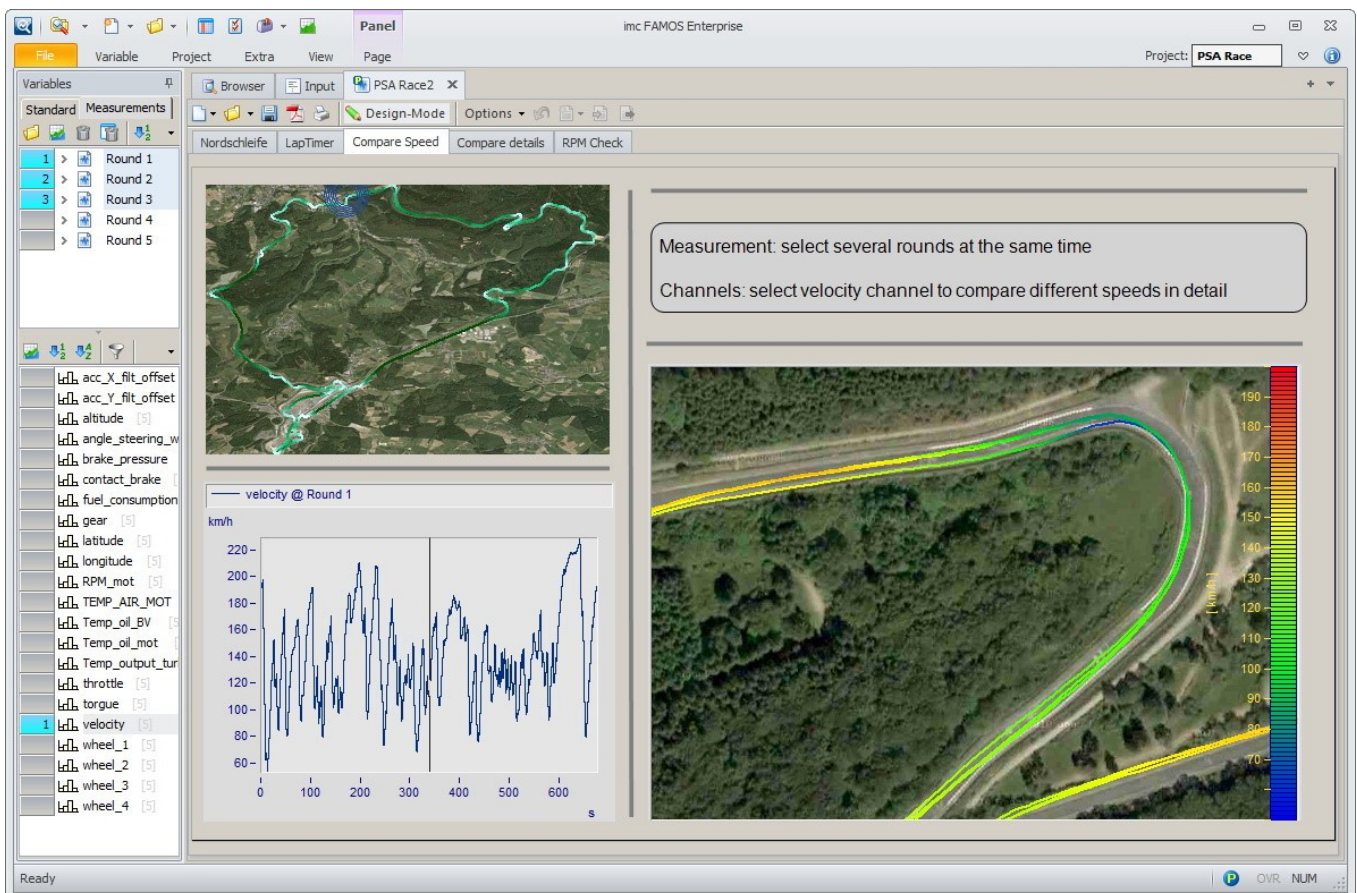 Panel
imc FAMOS Enterprise
File Variable Project Extra View Page
Project: PSA Race
Variables
Browser Input PSA Race2
Standard Measurements
Design-Mode Options
Nordschleife LapTimer Compare Speed Compare details RPM Check
1 Round 1
2 Round 2
3 Round 3
Round 4
Round 5
acc_X_filt_offset
acc_Y_filt_offset
altitude [5]
angle_steering_w
brake_pressure
contact_brake [
fuel_consumption
gear [5]
latitude [5]
longitude [5]
RPM_mot [5]
TEMP_AIR_MOT
Temp_oil_BV [5
Temp_oil_mot [
Temp_output_tur
throttle [5]
torgue [5]
1 velocity [5]
wheel_1 [5]
wheel_2 [5]
wheel_3 [5]
wheel_4 [5]
Measurement: select several rounds at the same time
Channels: select velocity channel to compare different speeds in detail
velocity @ Round 1
km/h
220
200
180
160
140
120
100
80
60
0 100 200 300 400 500 600
s
190
180
170
160
150
140
130
120
110
100
90
80
70
[km/h]
Ready
P OVR NUM